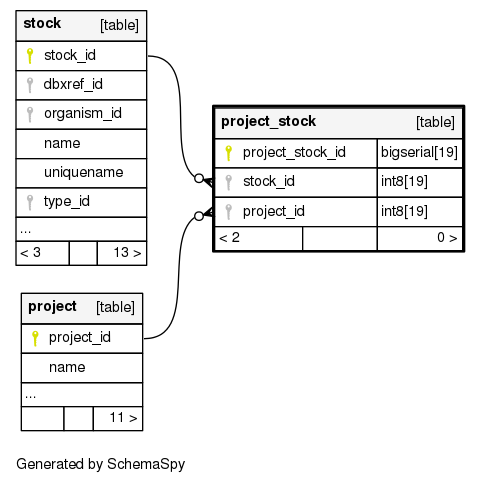 stock [table]
stock_id
dbxref_id
organism_id
name
uniquename
type_id
...
< 3 13 >
project_stock [table]
project_stock_id bigserial[19]
stock_id int8[19]
project_id int8[19]
< 2 0 >
project [table]
project_id
name
...
11 >
Generated by SchemaSpy